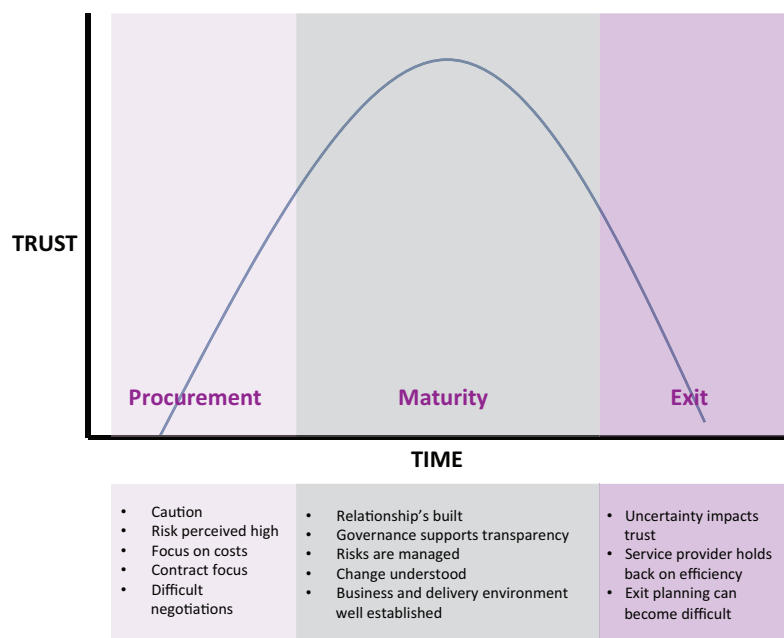 TRUST
Procurement
Maturity
Exit
TIME
• Caution
• Risk perceived high
• Focus on costs
• Contract focus
• Difficult
negotiations
• Relationship's built
• Governance supports transparency
• Risks are managed
• Change understood
• Business and delivery environment
well established
• Uncertainty impacts
trust
• Service provider holds
back on efficiency
• Exit planning can
become difficult